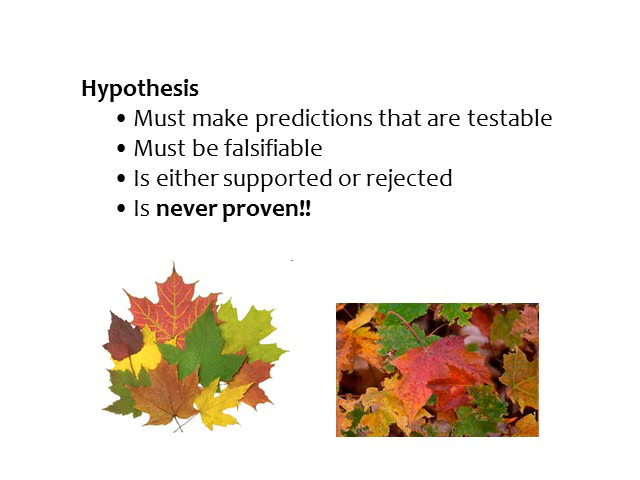 Hypothesis
• Must make predictions that are testable
• Must be falsifiable
• Is either supported or rejected
• Is never proven!!